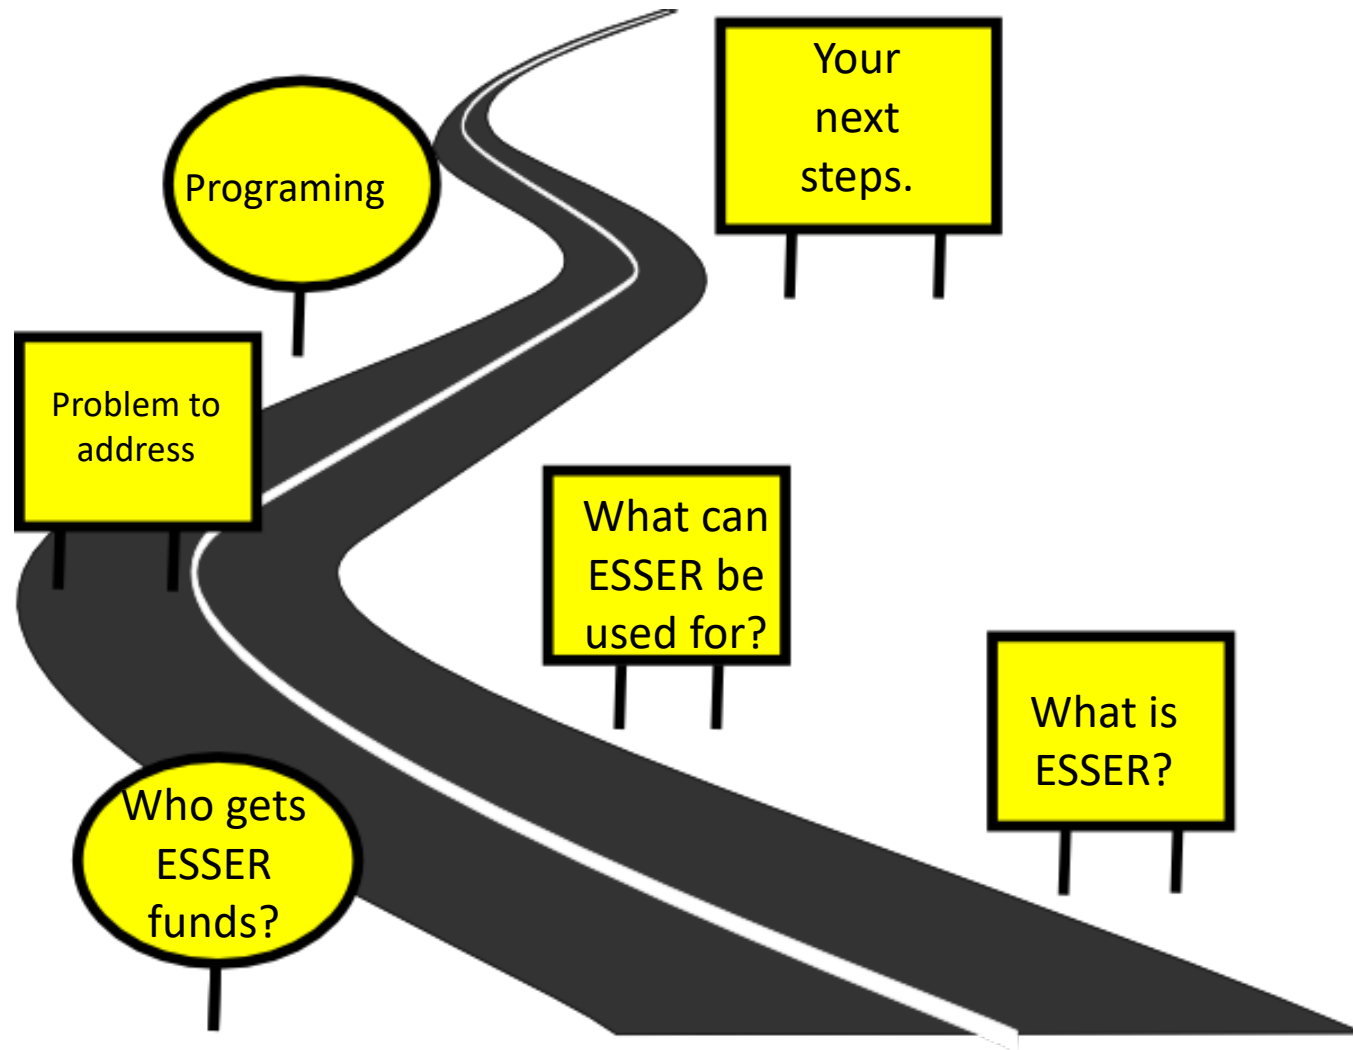 Your
next
steps.
Programing
Problem to
address
What can
ESSER be
used for?
What is
ESSER?
Who gets
ESSER
funds?